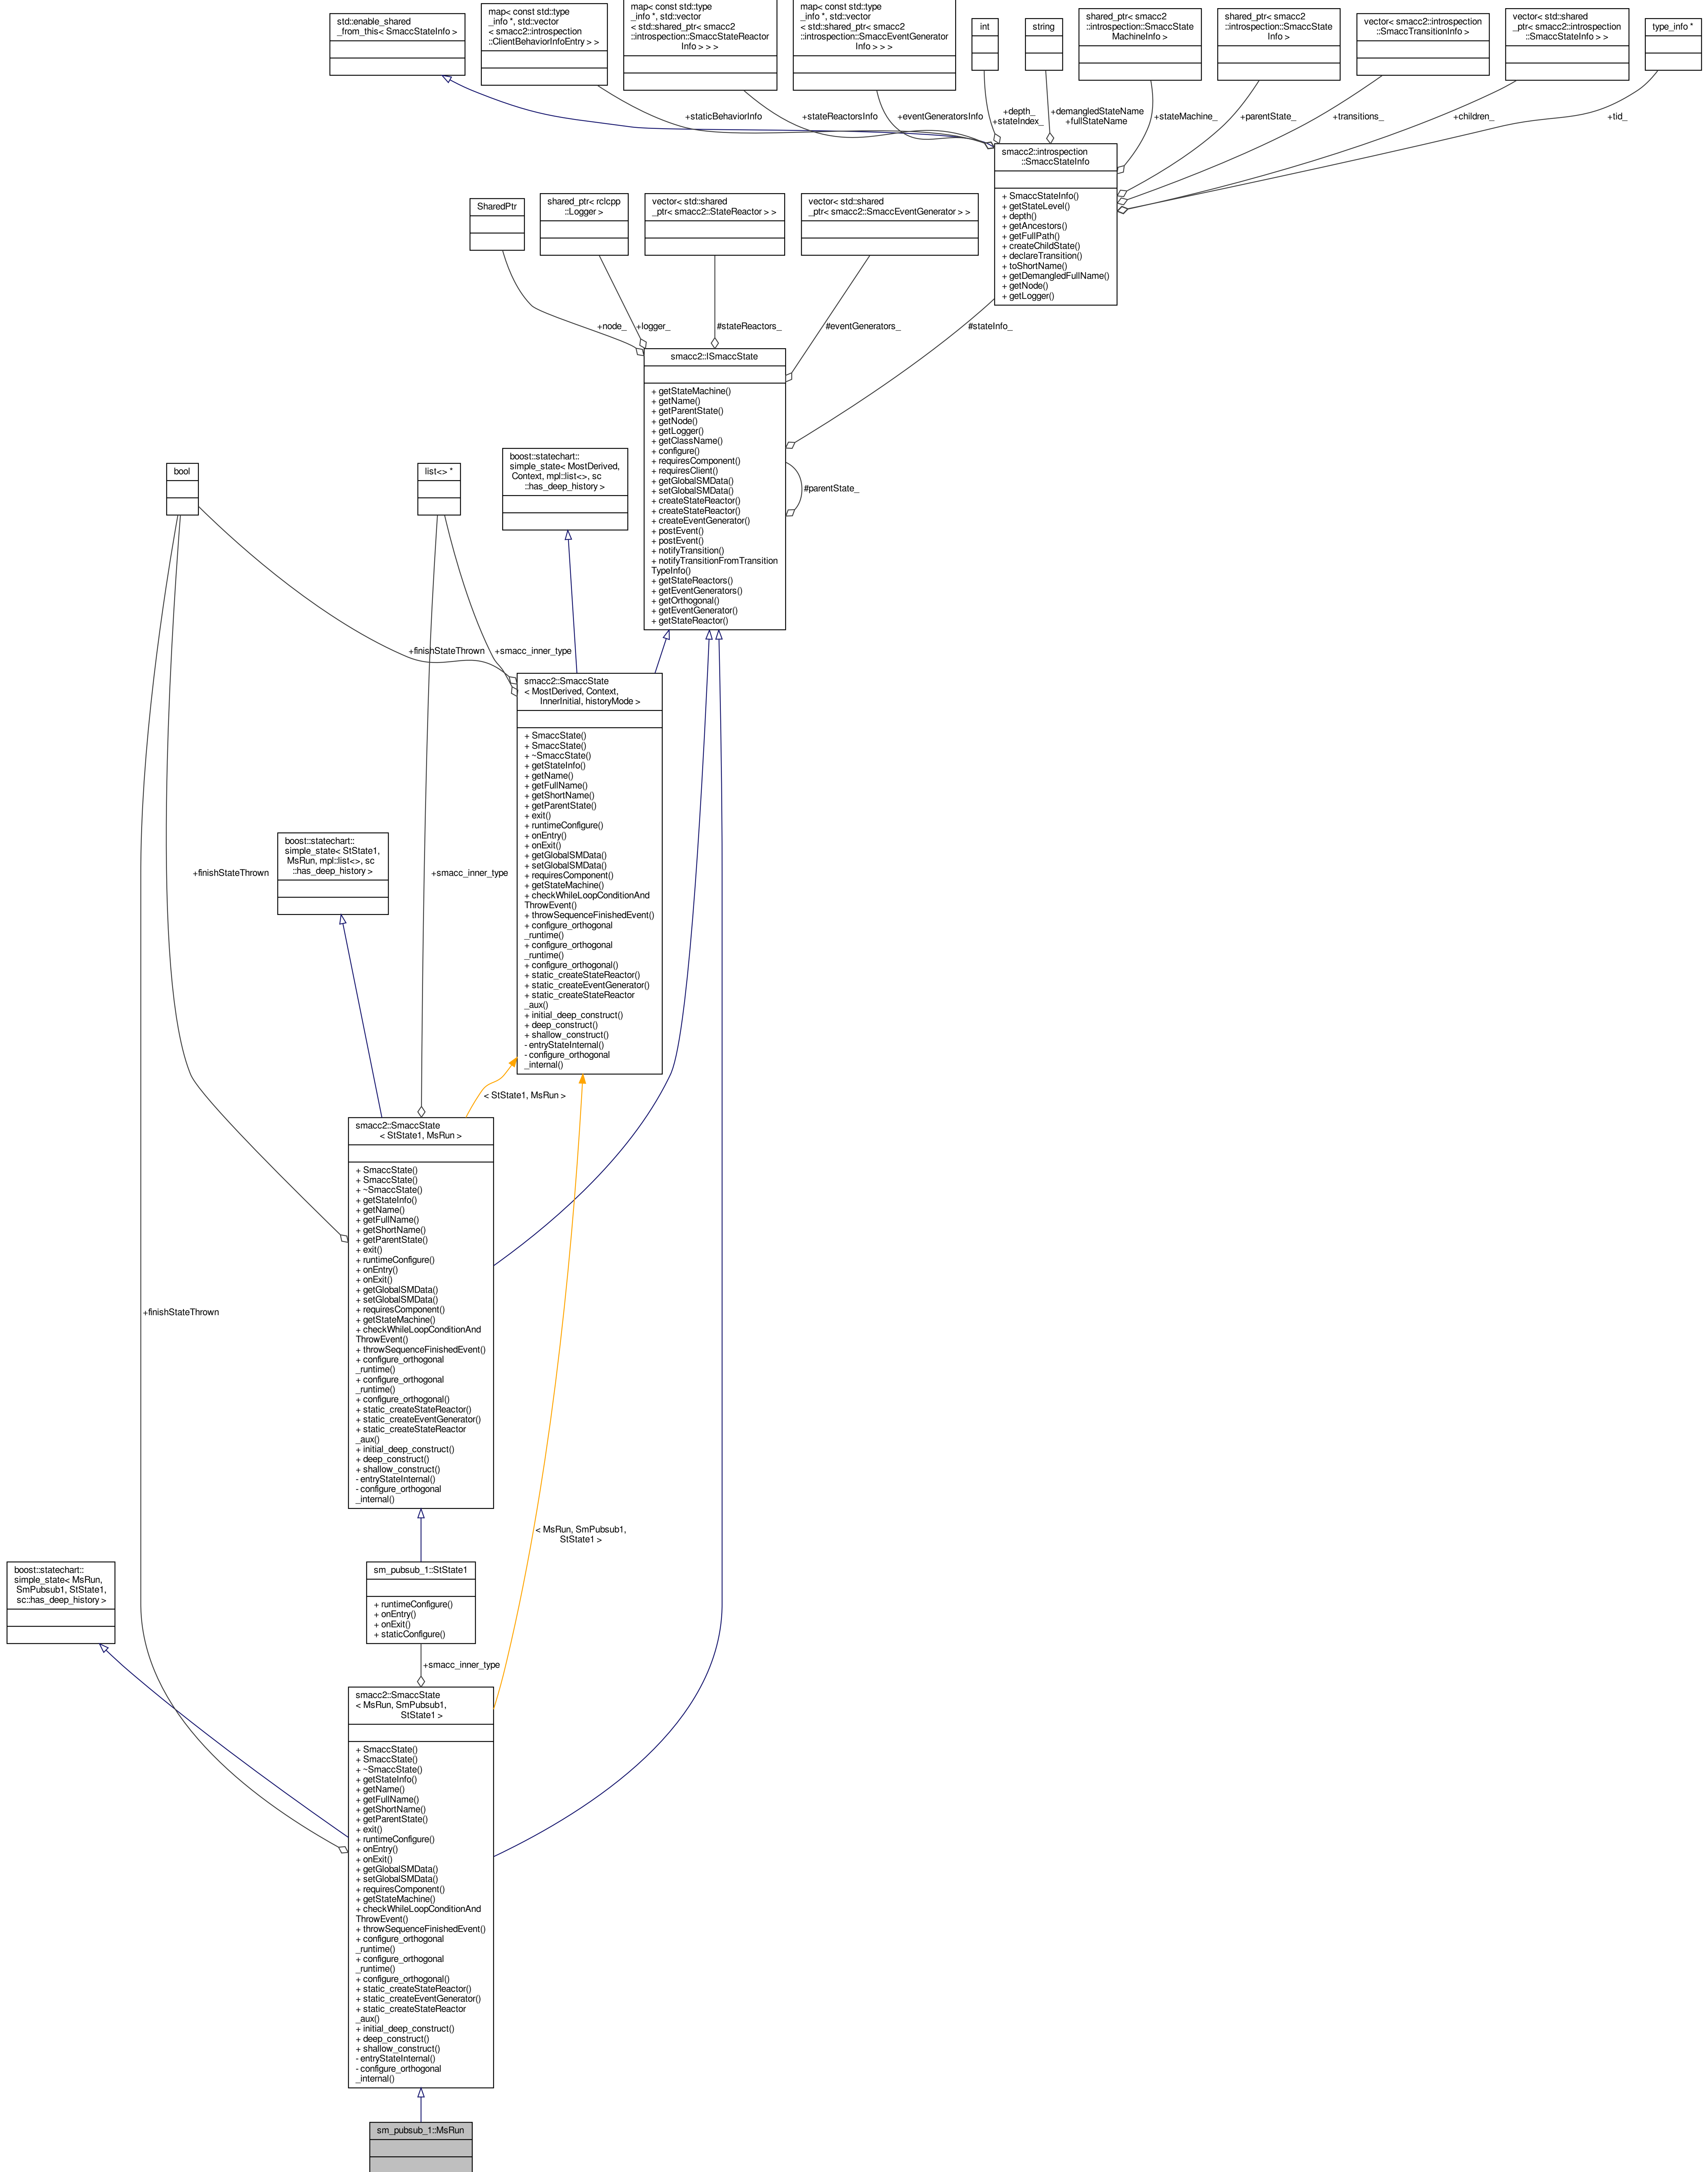 std::enable_shared
_from_this< SmaccStateInfo >
map< const std::type
_info *, std::vector
< smacc2::introspection
::ClientBehaviorInfoEntry > >
map< const std::type
_info *, std::vector
< std::shared_ptr< smacc2
::introspection::SmaccStateReactor
Info > > >
map< const std::type
_info *, std::vector
< std::shared_ptr< smacc2
::introspection::SmaccEventGenerator
Info > > >
int
string
shared_ptr< smacc2
::introspection::SmaccState
MachineInfo >
shared_ptr< smacc2
::introspection::SmaccState
Info >
vector< smacc2::introspection
::SmaccTransitionInfo >
vector< std::shared
_ptr< smacc2::introspection
::SmaccStateInfo > >
type_info *
+staticBehaviorInfo
+stateReactorsInfo
+eventGeneratorsInfo
+depth_
+stateIndex_
+demangledStateName
+fullStateName
+stateMachine_
+parentState_
+transitions_
+children_
+tid_
smacc2::introspection
::SmaccStateInfo
+ SmaccStateInfo()
+ getStateLevel()
+ depth()
+ getAncestors()
+ getFullPath()
+ createChildState()
+ declareTransition()
+ toShortName()
+ getDemangledFullName()
+ getNode()
+ getLogger()
SharedPtr
shared_ptr< rclcpp
::Logger >
vector< std::shared
_ptr< smacc2::StateReactor > >
vector< std::shared
_ptr< smacc2::SmaccEventGenerator > >
+node_
+logger_
#stateReactors_
#eventGenerators_
#stateInfo_
smacc2::ISmaccState
+ getStateMachine()
+ getName()
+ getParentState()
+ getNode()
+ getLogger()
+ getClassName()
+ configure()
+ requiresComponent()
+ requiresClient()
+ getGlobalSMData()
+ setGlobalSMData()
+ createStateReactor()
+ createStateReactor()
+ createEventGenerator()
+ postEvent()
+ postEvent()
+ notifyTransition()
+ notifyTransitionFromTransition
TypeInfo()
+ getStateReactors()
+ getEventGenerators()
+ getOrthogonal()
+ getEventGenerator()
+ getStateReactor()
#parentState_
bool
list<> *
boost::statechart::
simple_state< MostDerived,
Context, mpl::list<>, sc
::has_deep_history >
+finishStateThrown
+smacc_inner_type
smacc2::SmaccState
< MostDerived, Context,
InnerInitial, historyMode >
+ SmaccState()
+ SmaccState()
+ ~SmaccState()
+ getStateInfo()
+ getName()
+ getFullName()
+ getShortName()
+ getParentState()
+ exit()
+ runtimeConfigure()
+ onEntry()
+ onExit()
+ getGlobalSMData()
+ setGlobalSMData()
+ requiresComponent()
+ getStateMachine()
+ checkWhileLoopConditionAnd
ThrowEvent()
+ throwSequenceFinishedEvent()
+ configure_orthogonal
_runtime()
+ configure_orthogonal
_runtime()
+ configure_orthogonal()
+ static_createStateReactor()
+ static_createEventGenerator()
+ static_createStateReactor
_aux()
+ initial_deep_construct()
+ deep_construct()
+ shallow_construct()
- entryStateInternal()
- configure_orthogonal
_internal()
boost::statechart::
simple_state< StState1,
MsRun, mpl::list<>, sc
::has_deep_history >
+finishStateThrown
+smacc_inner_type
< StState1, MsRun >
smacc2::SmaccState
< StState1, MsRun >
+ SmaccState()
+ SmaccState()
+ ~SmaccState()
+ getStateInfo()
+ getName()
+ getFullName()
+ getShortName()
+ getParentState()
+ exit()
+ runtimeConfigure()
+ onEntry()
+ onExit()
+ getGlobalSMData()
+ setGlobalSMData()
+ requiresComponent()
+ getStateMachine()
+ checkWhileLoopConditionAnd
ThrowEvent()
+ throwSequenceFinishedEvent()
+ configure_orthogonal
_runtime()
+ configure_orthogonal
_runtime()
+ configure_orthogonal()
+ static_createStateReactor()
+ static_createEventGenerator()
+ static_createStateReactor
_aux()
+ initial_deep_construct()
+ deep_construct()
+ shallow_construct()
- entryStateInternal()
- configure_orthogonal
_internal()
+finishStateThrown
< MsRun, SmPubsub1,
StState1 >
boost::statechart::
simple_state< MsRun,
SmPubsub1, StState1,
sc::has_deep_history >
sm_pubsub_1::StState1
+ runtimeConfigure()
+ onEntry()
+ onExit()
+ staticConfigure()
+smacc_inner_type
smacc2::SmaccState
< MsRun, SmPubsub1,
StState1 >
+ SmaccState()
+ SmaccState()
+ ~SmaccState()
+ getStateInfo()
+ getName()
+ getFullName()
+ getShortName()
+ getParentState()
+ exit()
+ runtimeConfigure()
+ onEntry()
+ onExit()
+ getGlobalSMData()
+ setGlobalSMData()
+ requiresComponent()
+ getStateMachine()
+ checkWhileLoopConditionAnd
ThrowEvent()
+ throwSequenceFinishedEvent()
+ configure_orthogonal
_runtime()
+ configure_orthogonal
_runtime()
+ configure_orthogonal()
+ static_createStateReactor()
+ static_createEventGenerator()
+ static_createStateReactor
_aux()
+ initial_deep_construct()
+ deep_construct()
+ shallow_construct()
- entryStateInternal()
- configure_orthogonal
_internal()
sm_pubsub_1::MsRun